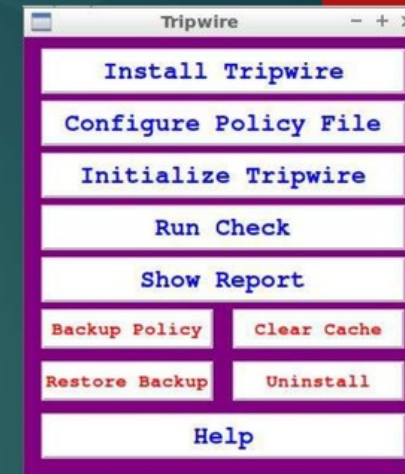 Tripwire
Install Tripwire
Configure Policy File
Initialize Tripwire
Run Check
Show Report
Backup Policy Clear Cache
Restore Backup Uninstall
Help